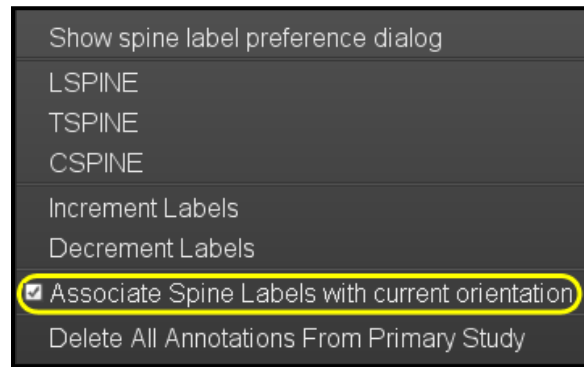 Show spine label preference dialog
LSPINE
TSPINE
CSPINE
Increment Labels
Decrement Labels
Associate Spine Labels with current orientation
Delete All Annotations From Primary Study